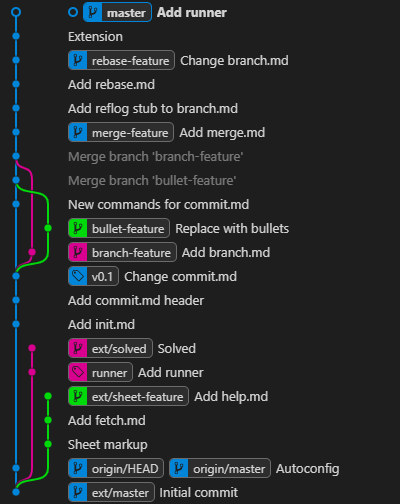 master Add runner
Extension
rebase-feature Change branch.md
Add rebase.md
Add reflog stub to branch.md
merge-feature Add merge.md
Merge branch 'branch-feature'
Merge branch 'bullet-feature'
New commands for commit.md
bullet-feature Replace with bullets
branch-feature Add branch.md
v0.1 Change commit.md
Add commit.md header
Add init.md
ext/solved Solved
runner Add runner
ext/sheet-feature Add help.md
Add fetch.md
Sheet markup
origin/HEAD origin/master Autoconfig
ext/master Initial commit